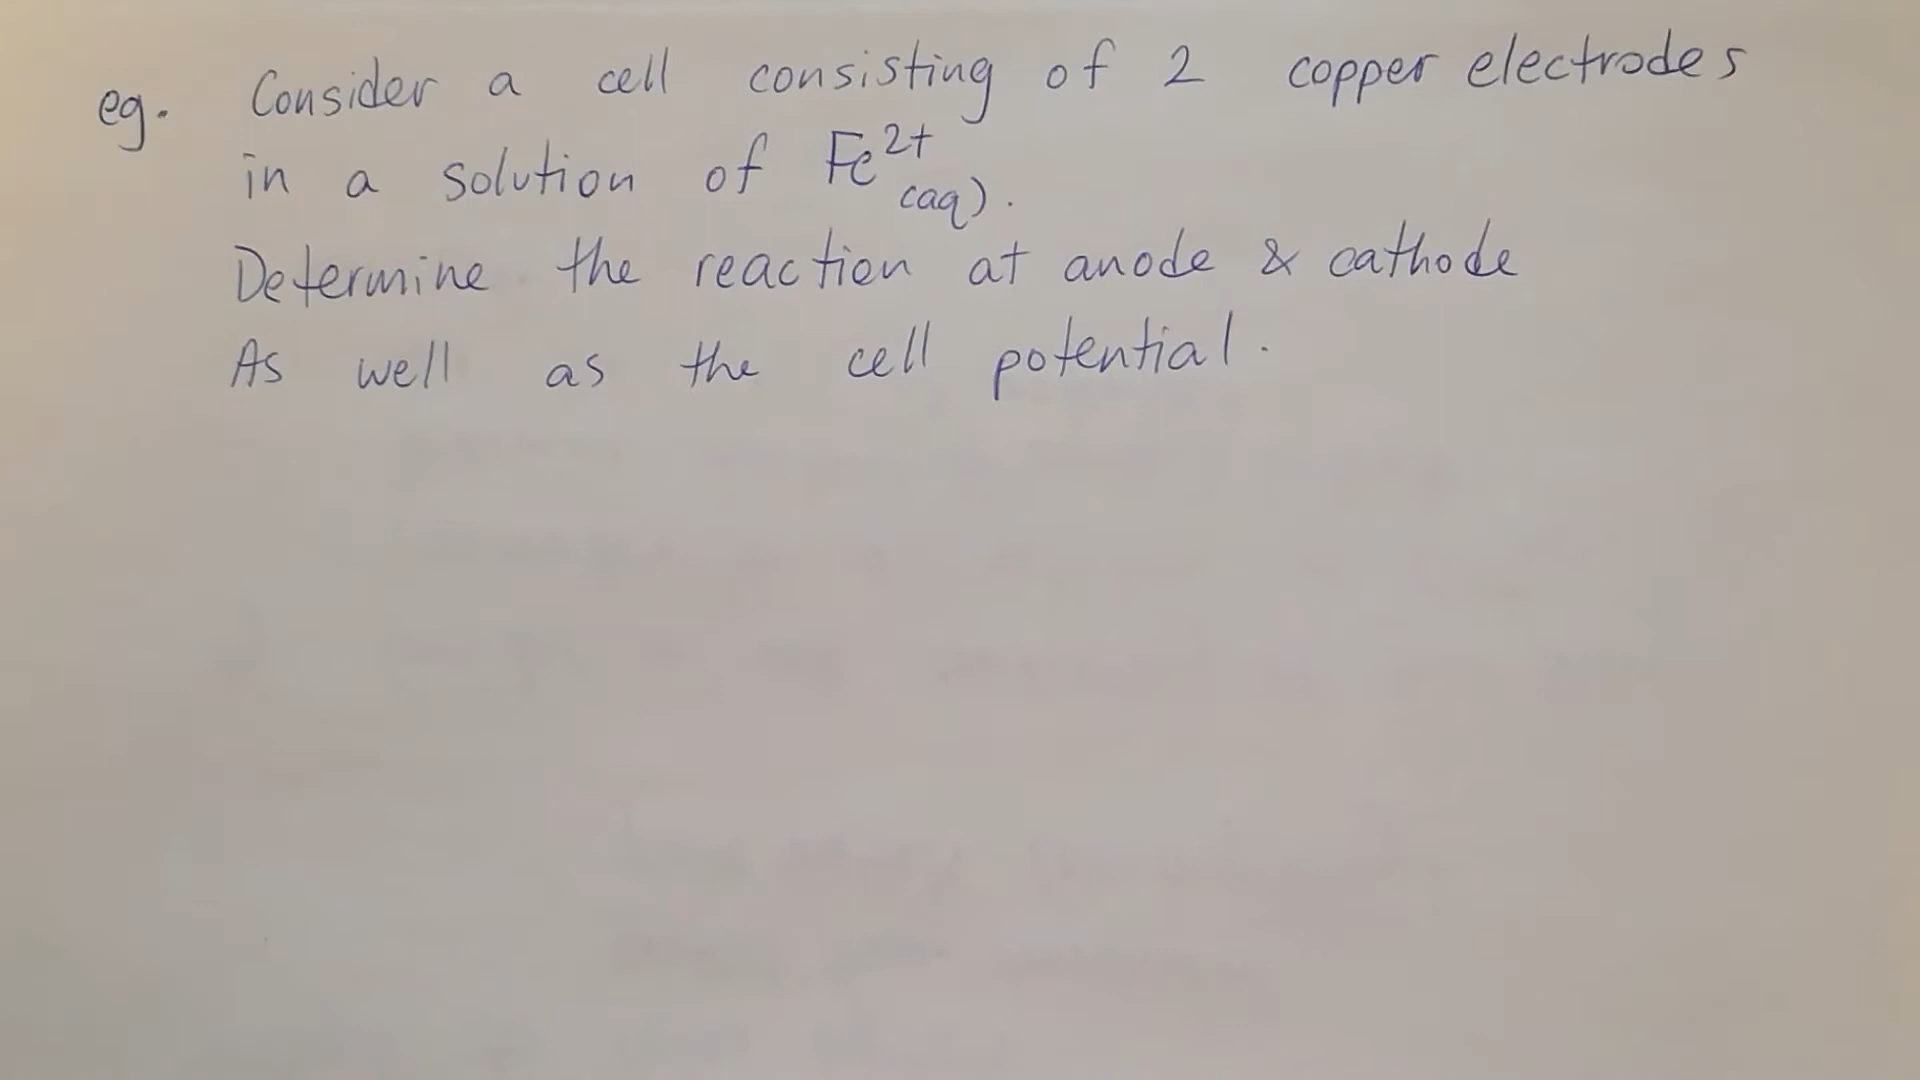 eg. Consider a cell consisting of 2 copper electrodes
in a solution of Fe²⁺(aq).
Determine the reaction at anode & cathode
As well as the cell potential.